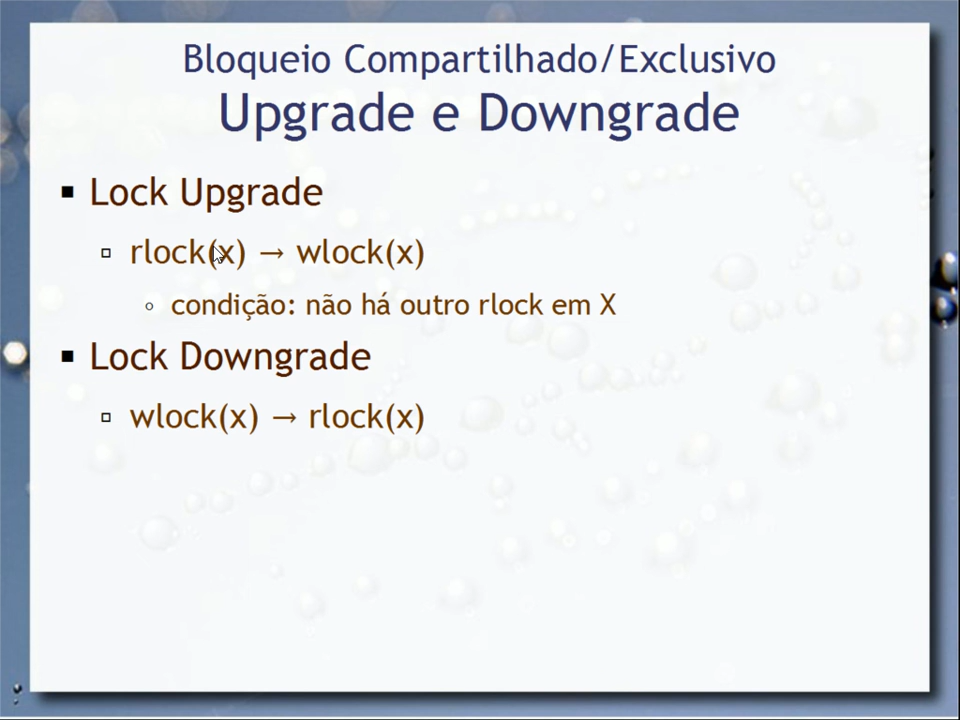 Bloqueio Compartilhado/Exclusivo
Upgrade e Downgrade
Lock Upgrade
rlock(x) → wlock(x)
condição: não há outro rlock em X
Lock Downgrade
wlock(x) → rlock(x)